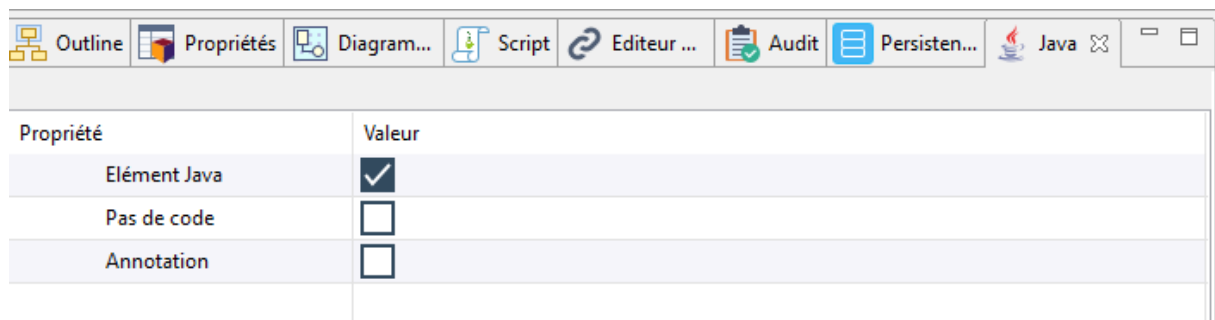 Outline Propriétés Diagram... Script Editeur ... Audit Persisten... Java
Propriété Valeur
Elément Java
Pas de code
Annotation